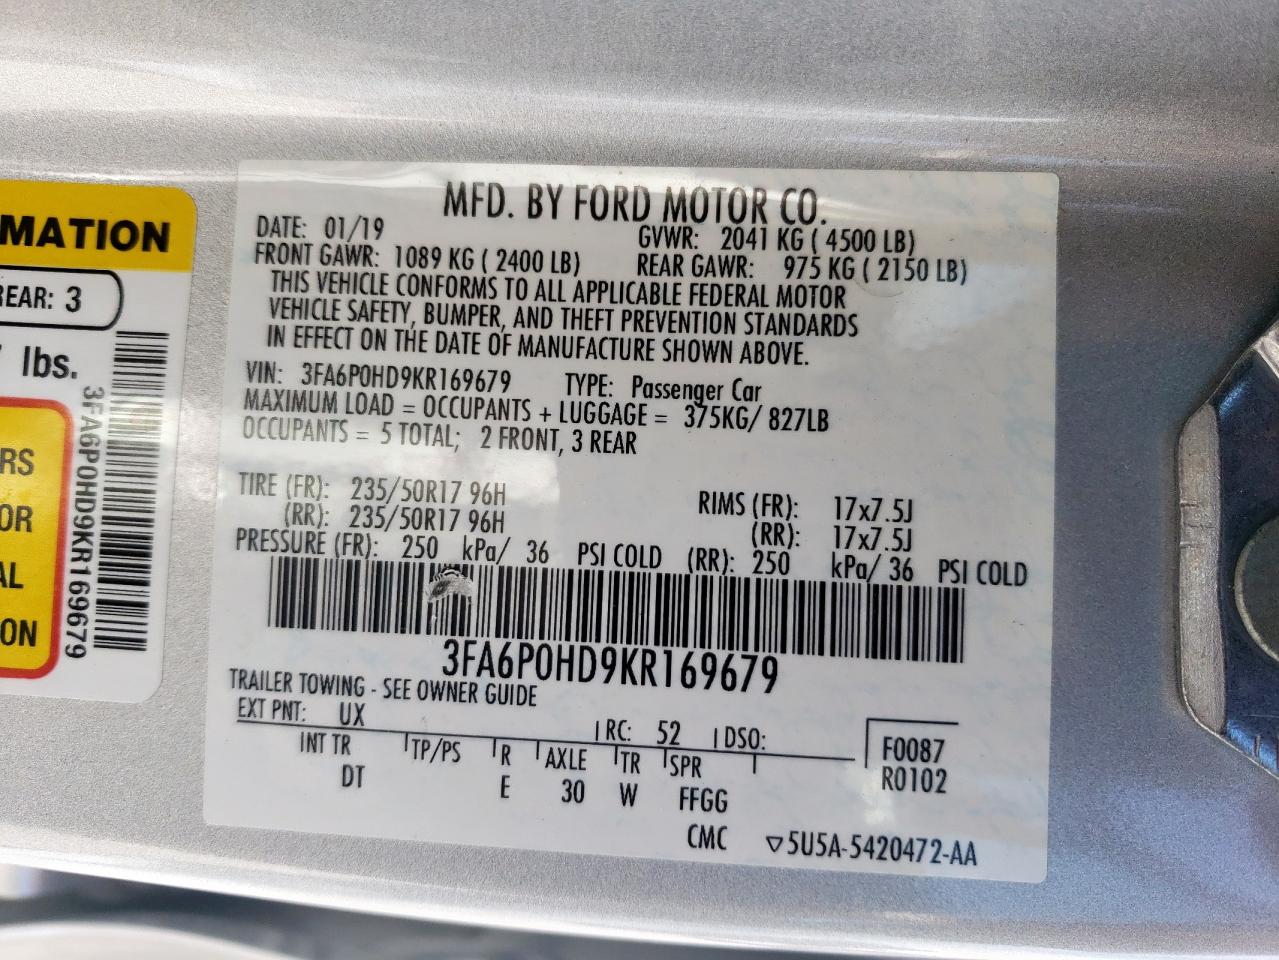 MATION
REAR: 3
lbs.
3FA6P0HD9KR169679
RS
OR
AL
ON
MFD. BY FORD MOTOR CO.
DATE: 01/19 GVWR: 2041 KG ( 4500 LB)
FRONT GAWR: 1089 KG ( 2400 LB) REAR GAWR: 975 KG ( 2150 LB)
THIS VEHICLE CONFORMS TO ALL APPLICABLE FEDERAL MOTOR
VEHICLE SAFETY, BUMPER, AND THEFT PREVENTION STANDARDS
IN EFFECT ON THE DATE OF MANUFACTURE SHOWN ABOVE.
VIN: 3FA6P0HD9KR169679 TYPE: Passenger Car
MAXIMUM LOAD = OCCUPANTS + LUGGAGE = 375KG/ 827LB
OCCUPANTS = 5 TOTAL; 2 FRONT, 3 REAR
TIRE (FR): 235/50R17 96H RIMS (FR): 17x7.5J
(RR): 235/50R17 96H (RR): 17x7.5J
PRESSURE (FR): 250 kPa/ 36 PSI COLD (RR): 250 kPa/ 36 PSI COLD
3FA6P0HD9KR169679
TRAILER TOWING - SEE OWNER GUIDE
EXT PNT: UX RC: 52 DSO:
F0087
INT TR TP/PS R AXLE TR SPR
R0102
DT E 30 W FFGG
CMC ▽5U5A-5420472-AA